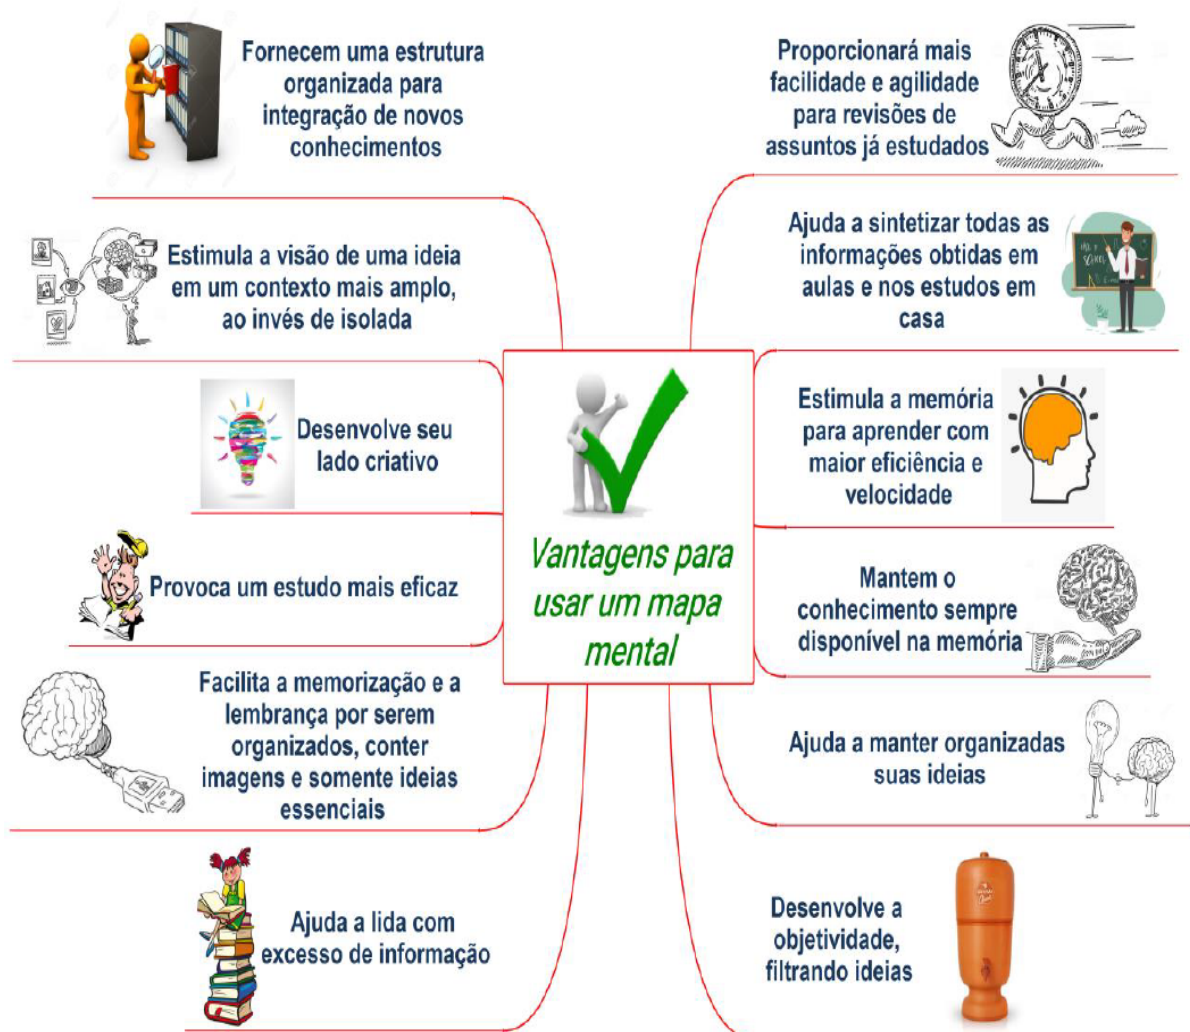 Fornecem uma estrutura
organizada para
integração de novos
conhecimentos
Estimula a visão de uma ideia
em um contexto mais amplo,
ao invés de isolada
Desenvolve seu
lado criativo
Provoca um estudo mais eficaz
Facilita a memorização e a
lembrança por serem
organizados, conter
imagens e somente ideias
essenciais
Ajuda a lida com
excesso de informação
Vantagens para
usar um mapa
mental
Proporcionará mais
facilidade e agilidade
para revisões de
assuntos já estudados
Ajuda a sintetizar todas as
informações obtidas em
aulas e nos estudos em
casa
Estimula a memória
para aprender com
maior eficiência e
velocidade
Mantem o
conhecimento sempre
disponível na memória
Ajuda a manter organizadas
suas ideias
Desenvolve a
objetividade,
filtrando ideias